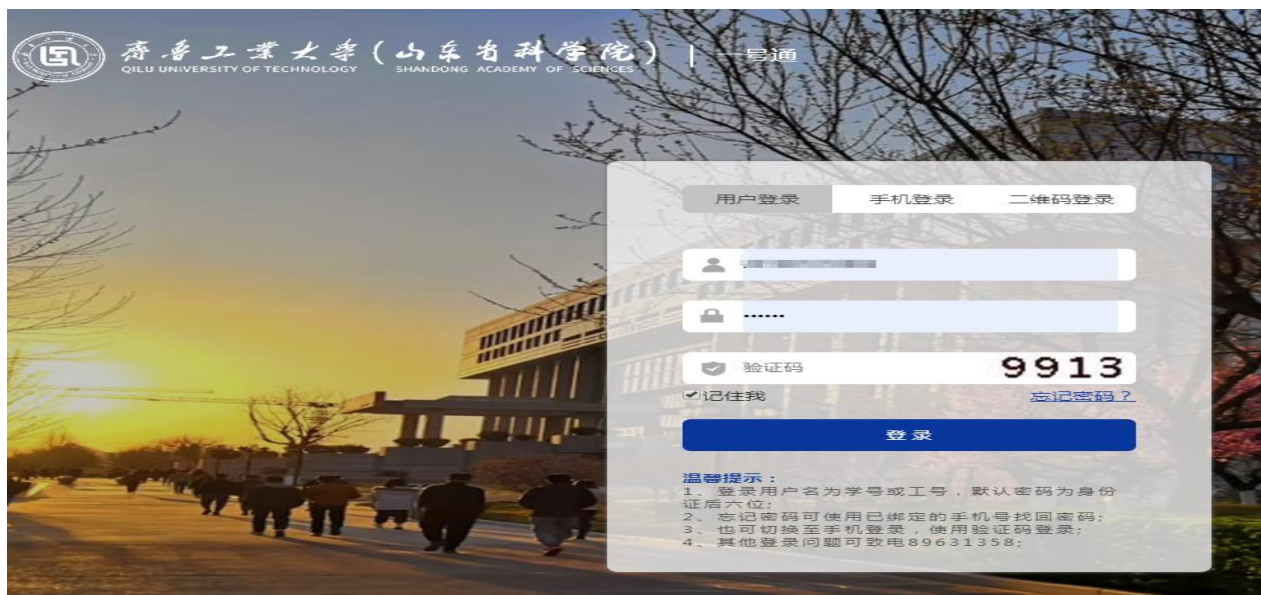 齊魯工業大學(山东省科学院) | 一号通
QILU UNIVERSITY OF TECHNOLOGY SHANDONG ACADEMY OF SCIENCES
用户登录 手机登录 二维码登录
······
验证码 9913
记住我 忘记密码？
登 录
温馨提示：
1、登录用户名为学号或工号，默认密码为身份
证后六位;
2、忘记密码可使用已绑定的手机号找回密码;
3、也可切换至手机登录，使用验证码登录;
4、其他登录问题可致电89631358;